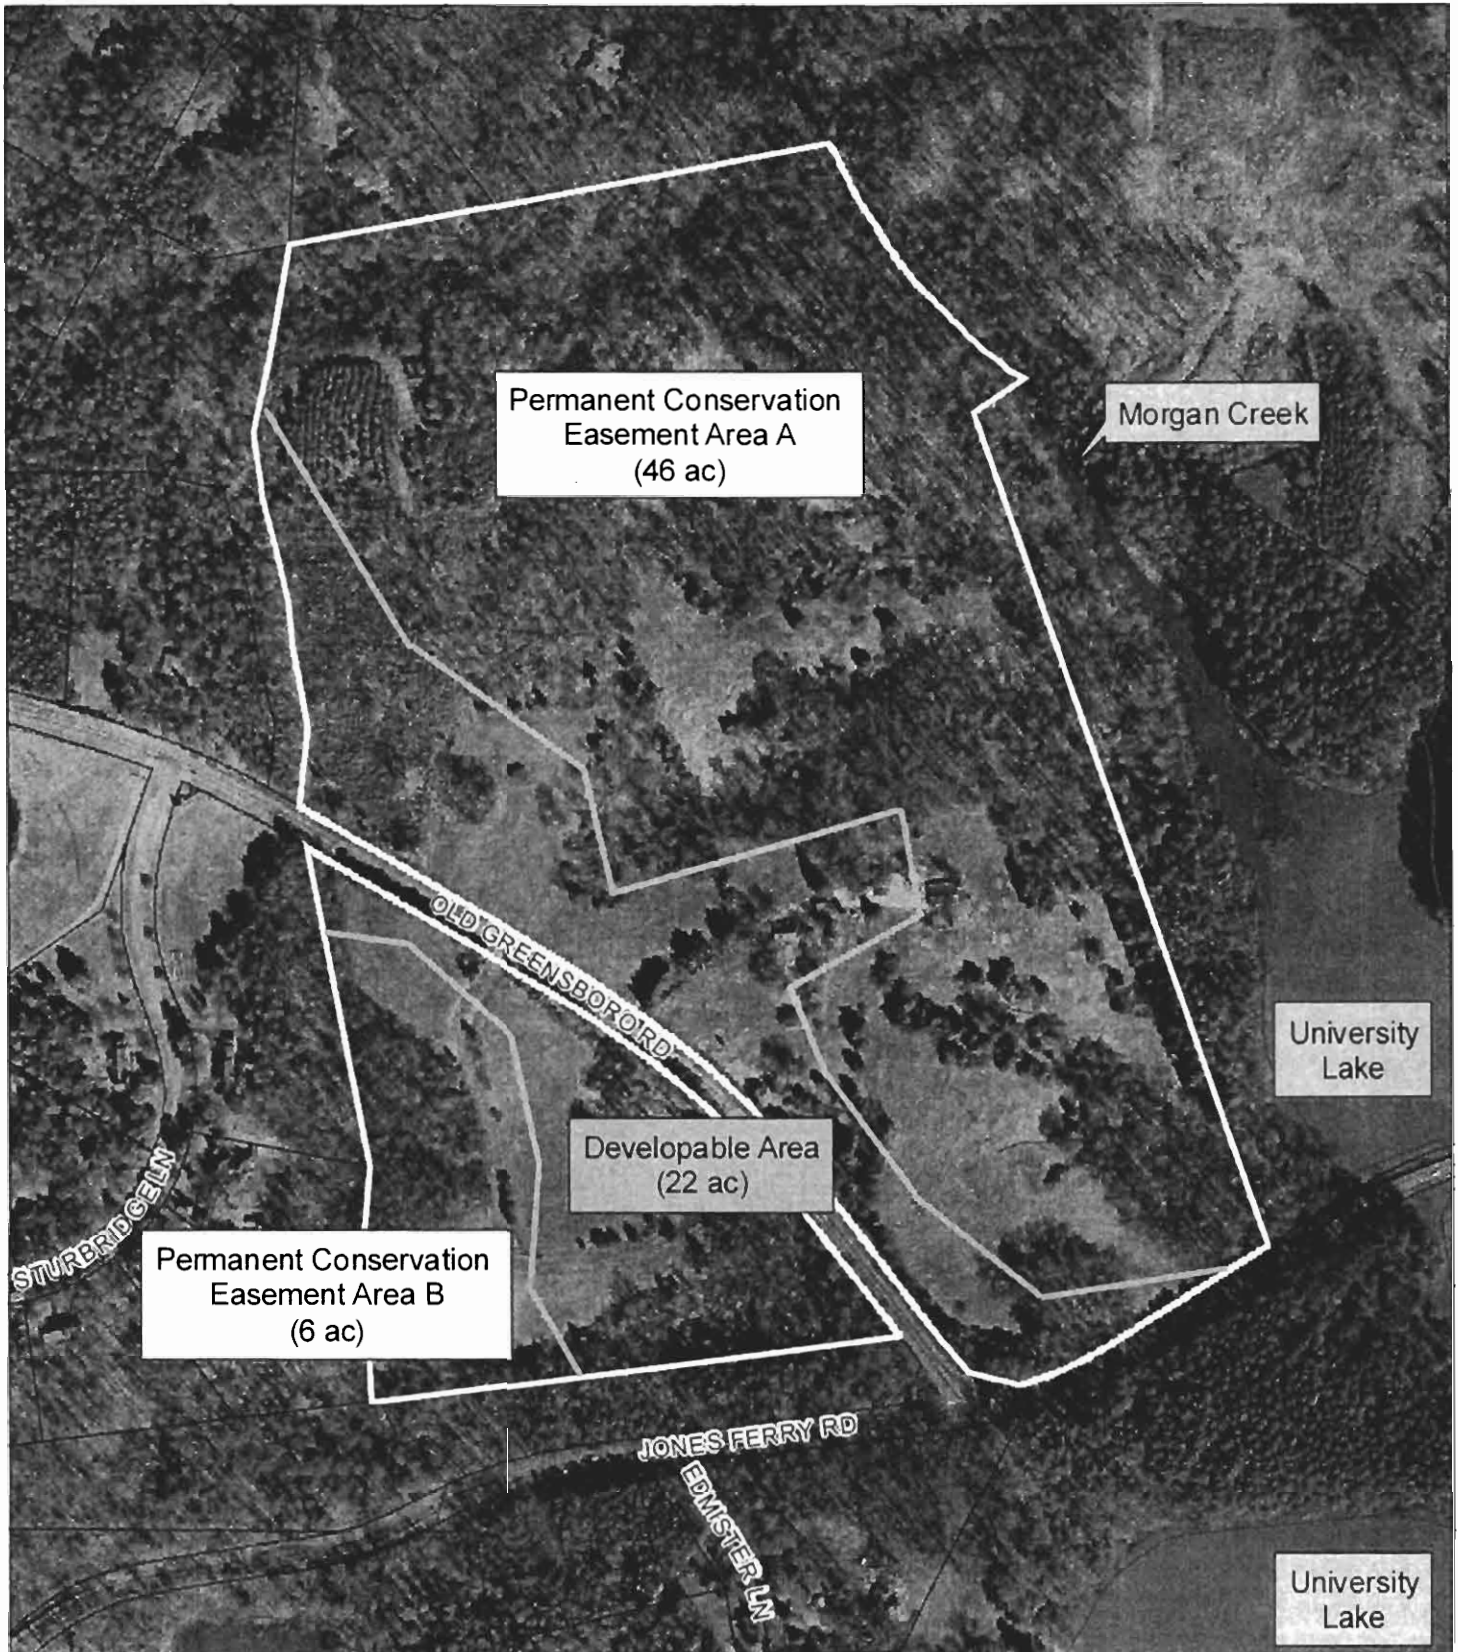 Permanent Conservation
Easement Area A
(46 ac)
Morgan Creek
OLD GREENSBORO RD
University
Lake
Developable Area
(22 ac)
STURBRIDGE LN
Permanent Conservation
Easement Area B
(6 ac)
JONES FERRY RD
EDMISTER LN
University
Lake